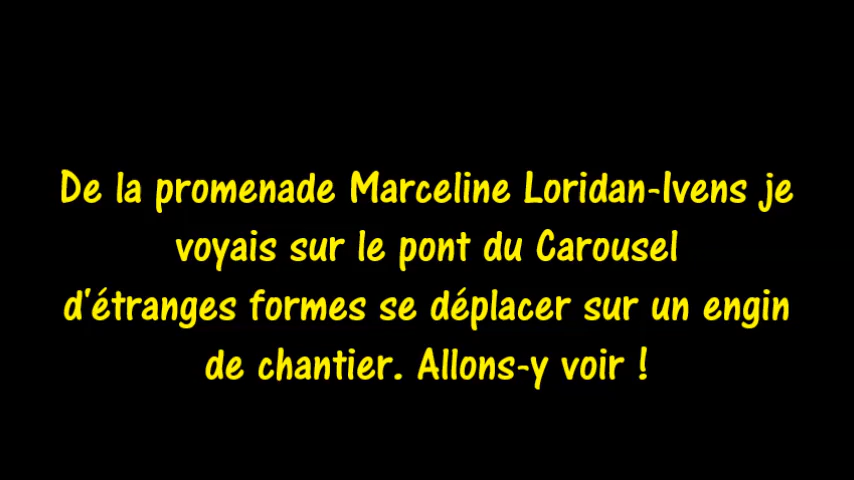 De la promenade Marceline Loridan-Ivens je
voyais sur le pont du Carousel
d'étranges formes se déplacer sur un engin
de chantier. Allons-y voir !